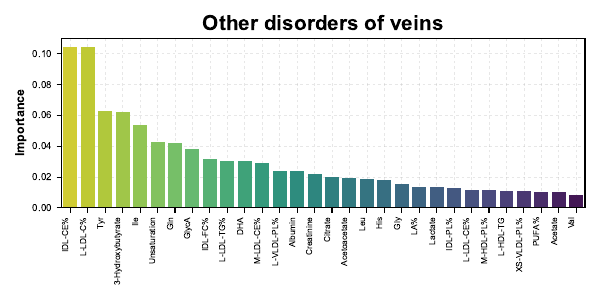 Other disorders of veins
Importance
0.10
0.08
0.06
0.04
0.02
0.00
IDL-CE%
L-LDL-C%
Tyr
3-Hydroxybutyrate
Ile
Unsaturation
Gln
GlycA
IDL-FC%
L-LDL-TG%
DHA
M-LDL-CE%
L-VLDL-PL%
Albumin
Creatinine
Citrate
Acetoacetate
Leu
His
Gly
LA%
Lactate
IDL-PL%
L-LDL-CE%
M-HDL-PL%
L-HDL-TG
XS-VLDL-PL%
PUFA%
Acetate
Val